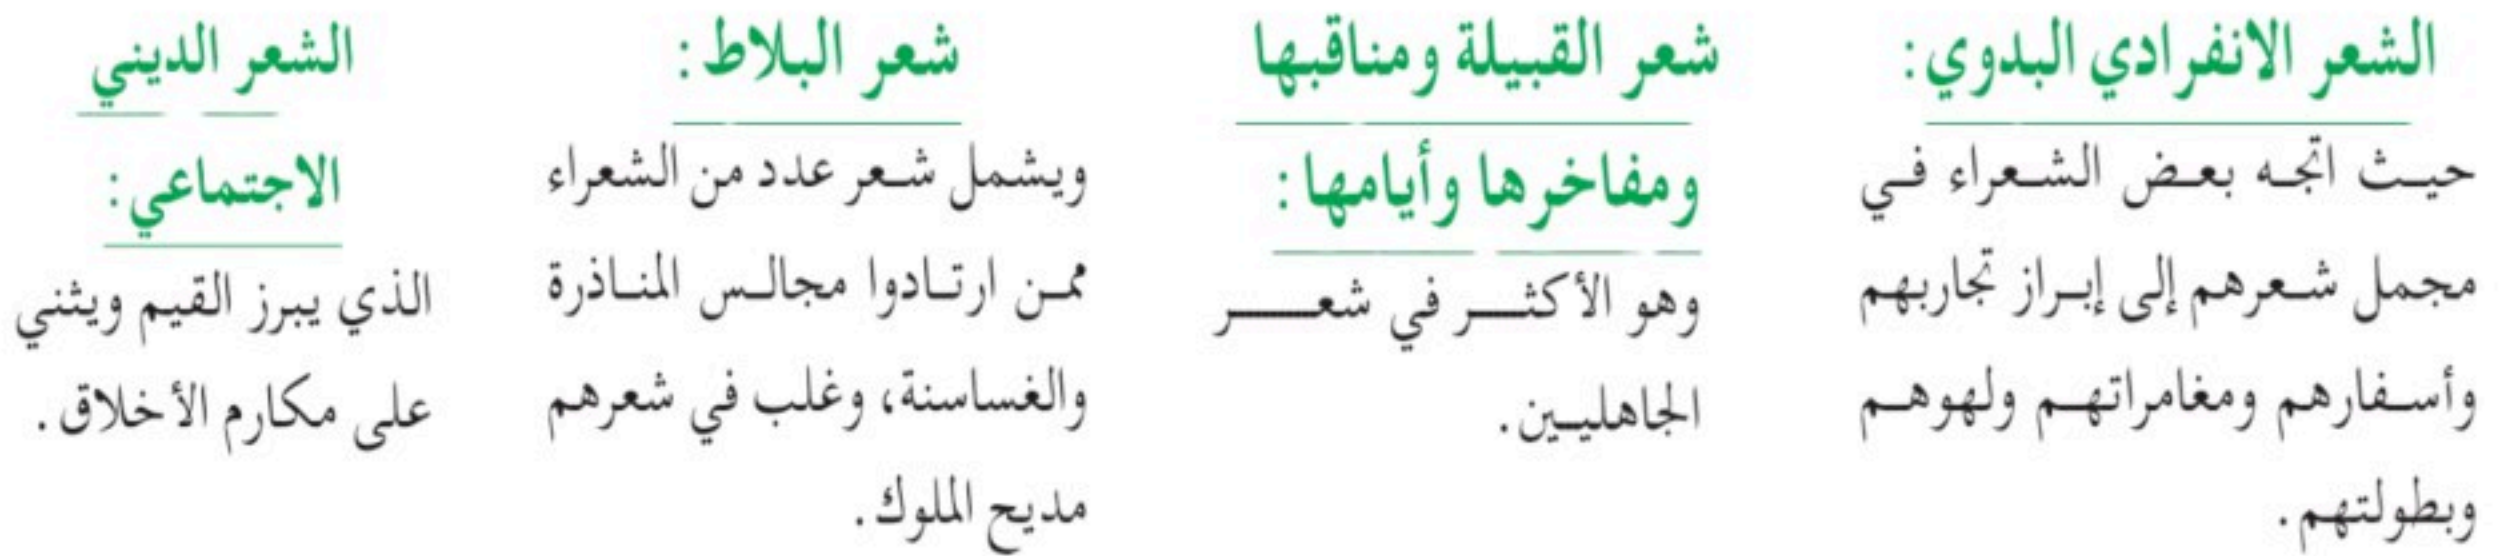 الشعر الانفرادي البدوي:
حيث اتجه بعض الشعراء في
مجمل شعرهم إلى إبراز تجاربهم
وأسفارهم ومغامراتهم ولهوهم
وبطولتهم.
شعر القبيلة ومناقبها
ومفاخرها وأيامها:
وهو الأكثر في شعر
الجاهليين.
شعر البلاط:
ويشمل شعر عدد من الشعراء
ممن ارتادوا مجالس المناذرة
والغساسنة، وغلب في شعرهم
مديح الملوك.
الشعر الديني
الاجتماعي:
الذي يبرز القيم ويثني
على مكارم الأخلاق.